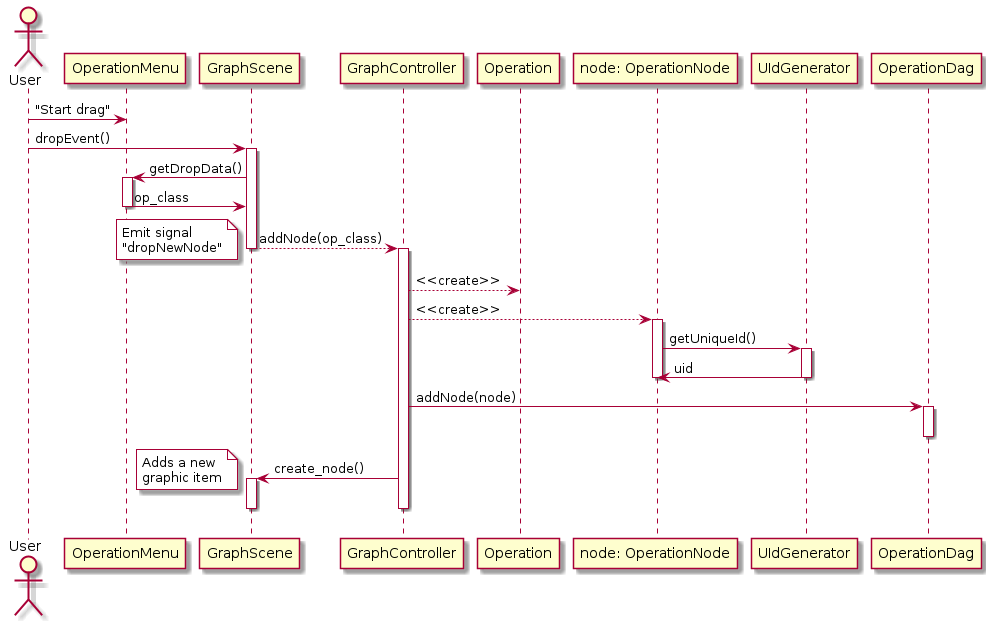 User
OperationMenu
GraphScene
GraphController
Operation
node: OperationNode
UIdGenerator
OperationDag
"Start drag"
dropEvent()
getDropData()
op_class
Emit signal
"dropNewNode"
addNode(op_class)
<<create>>
<<create>>
getUniqueId()
uid
addNode(node)
Adds a new
graphic item
create_node()
User
OperationMenu
GraphScene
GraphController
Operation
node: OperationNode
UIdGenerator
OperationDag